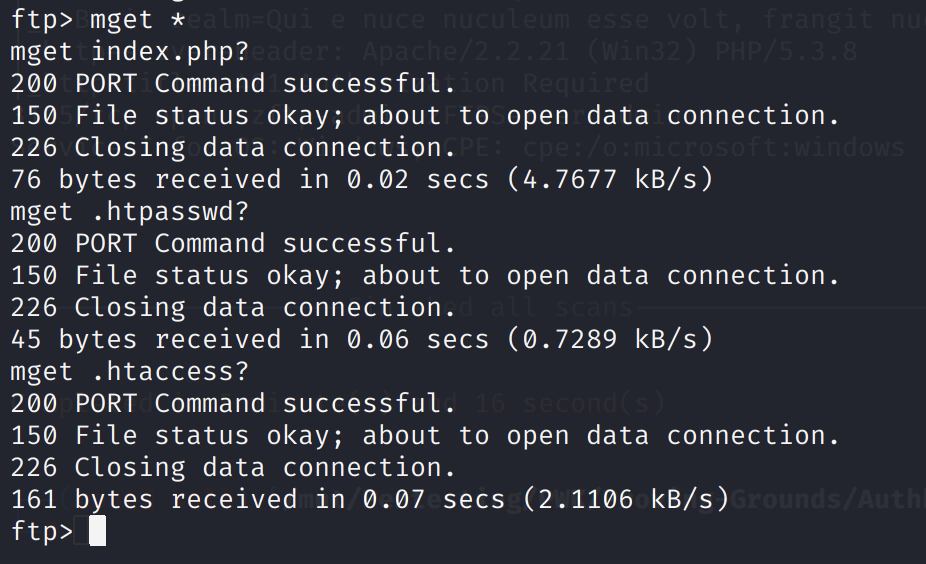 ftp> mget *
mget index.php?
200 PORT Command successful.
150 File status okay; about to open data connection.
226 Closing data connection.
76 bytes received in 0.02 secs (4.7677 kB/s)
mget .htpasswd?
200 PORT Command successful.
150 File status okay; about to open data connection.
226 Closing data connection.
45 bytes received in 0.06 secs (0.7289 kB/s)
mget .htaccess?
200 PORT Command successful.
150 File status okay; about to open data connection.
226 Closing data connection.
161 bytes received in 0.07 secs (2.1106 kB/s)
ftp>